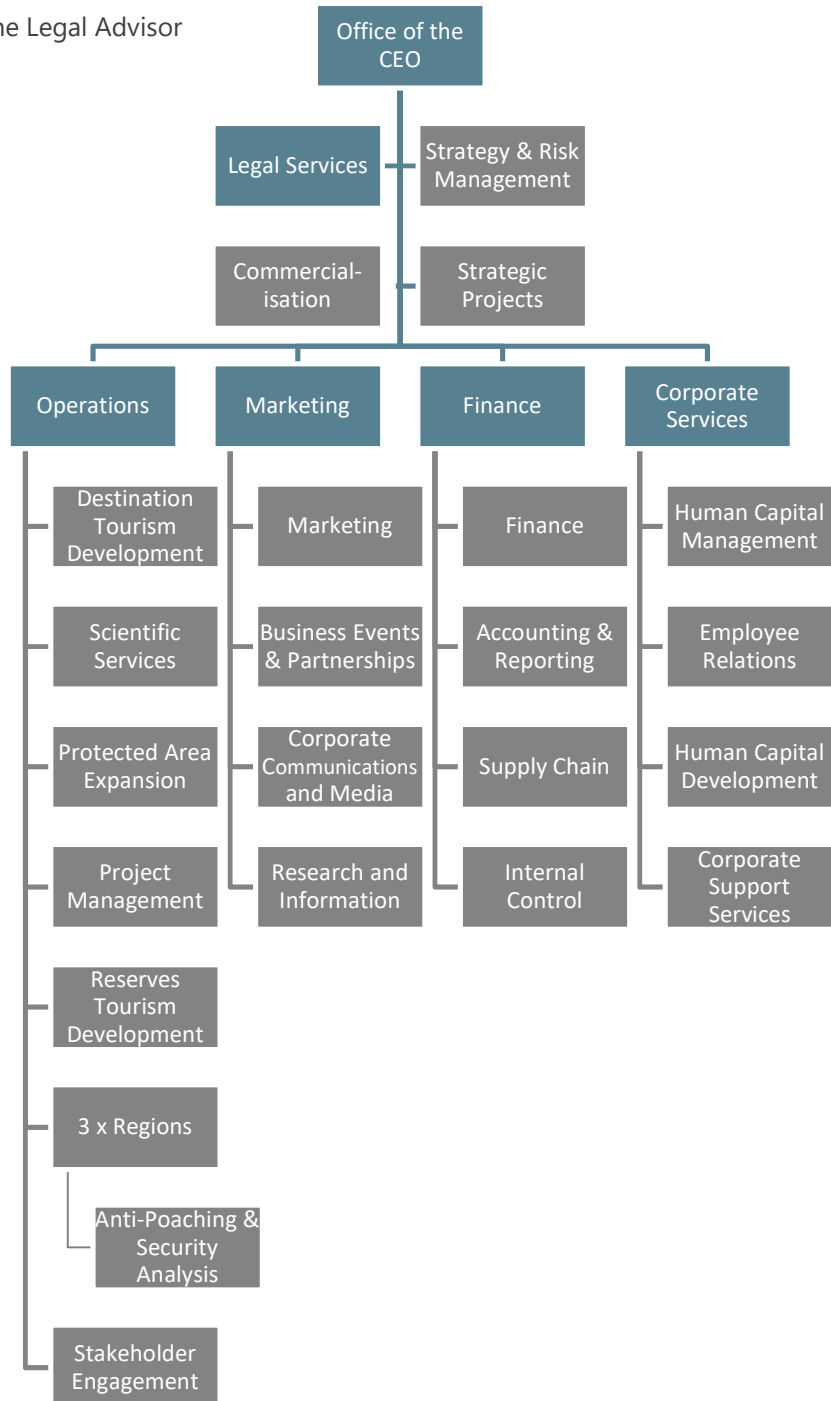 ne Legal Advisor
Office of the
CEO
Legal Services
Strategy & Risk
Management
Commercial-
isation
Strategic
Projects
Operations
Marketing
Finance
Corporate
Services
Destination
Tourism
Development
Scientific
Services
Protected Area
Expansion
Project
Management
Reserves
Tourism
Development
3 x Regions
Anti-Poaching &
Security
Analysis
Stakeholder
Engagement
Marketing
Business Events
& Partnerships
Corporate
Communications
and Media
Research and
Information
Finance
Accounting &
Reporting
Supply Chain
Internal
Control
Human Capital
Management
Employee
Relations
Human Capital
Development
Corporate
Support
Services